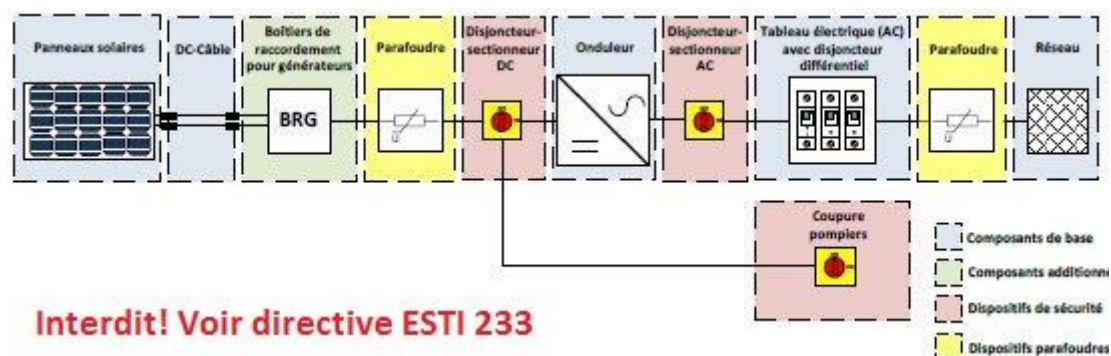 Panneaux solaires
DC-Câble
Boîtiers de
raccordement
pour générateurs
Parafoudre
Disjoncteur-
sectionneur
DC
Onduleur
Disjoncteur-
sectionneur
AC
Tableau électrique (AC)
avec disjoncteur
différentiel
Parafoudre
Réseau
BRG
Coupure
pompiers
Composants de base
Composants additionne
Dispositifs de sécurité
Dispositifs parafoudres
Interdit! Voir directive ESTI 233